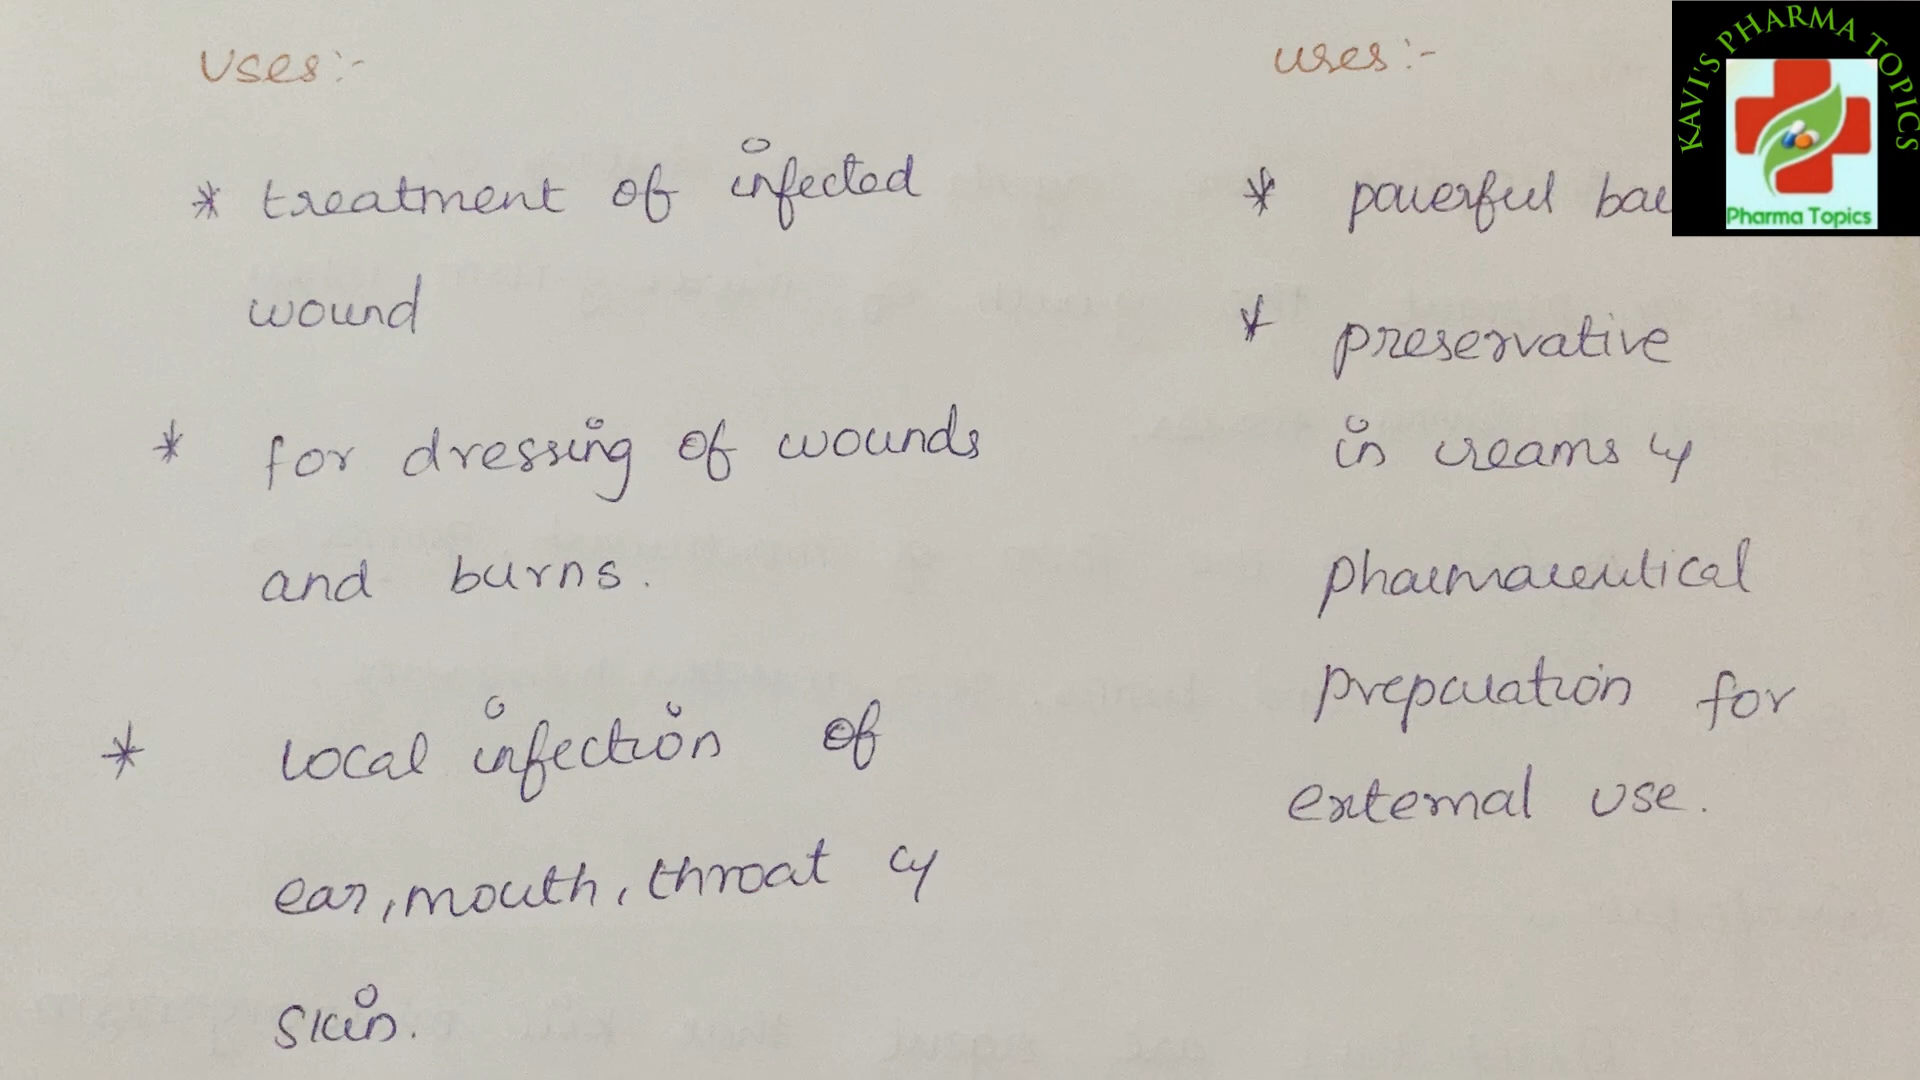 uses:-
* treatment of infected
wound
* for dressing of wounds
and burns.
* local infection of
ear, mouth, throat &
skin.
uses:-
* powerful
* preservative
in creams &
pharmaceutical
preparation for
external use.
KAVI'S PHARMA TOPICS
Pharma Topics